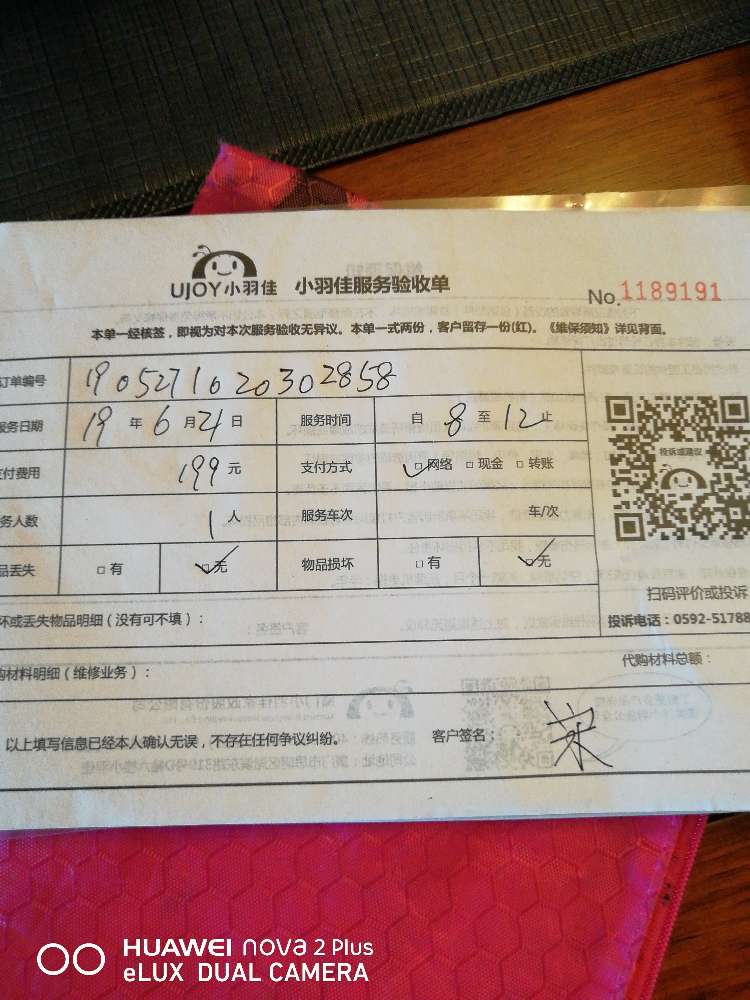 UJOY小羽佳 小羽佳服务验收单 No.1189191
本单一经核签，即视为对本次服务验收无异议。本单一式两份，客户留存一份(红)。《维保须知》详见背面。
订单编号 190527102030285​8
服务日期 19 年 6 月 21 日 服务时间 自 8 至 12 止
付费用 199 元 支付方式 □网络 □现金 □转账
务人数 1 人 服务车次 车/次
品丢失 □有 □无 物品损坏 □有 □无
投诉或建议
扫码评价或投诉
投诉电话：0592-51788
坏或丢失物品明细（没有可不填）：
购材料明细（维修业务）： 代购材料总额：
以上填写信息已经本人确认无误，不存在任何争议纠纷。 客户签名：
HUAWEI nova 2 Plus
eLUX DUAL CAMERA